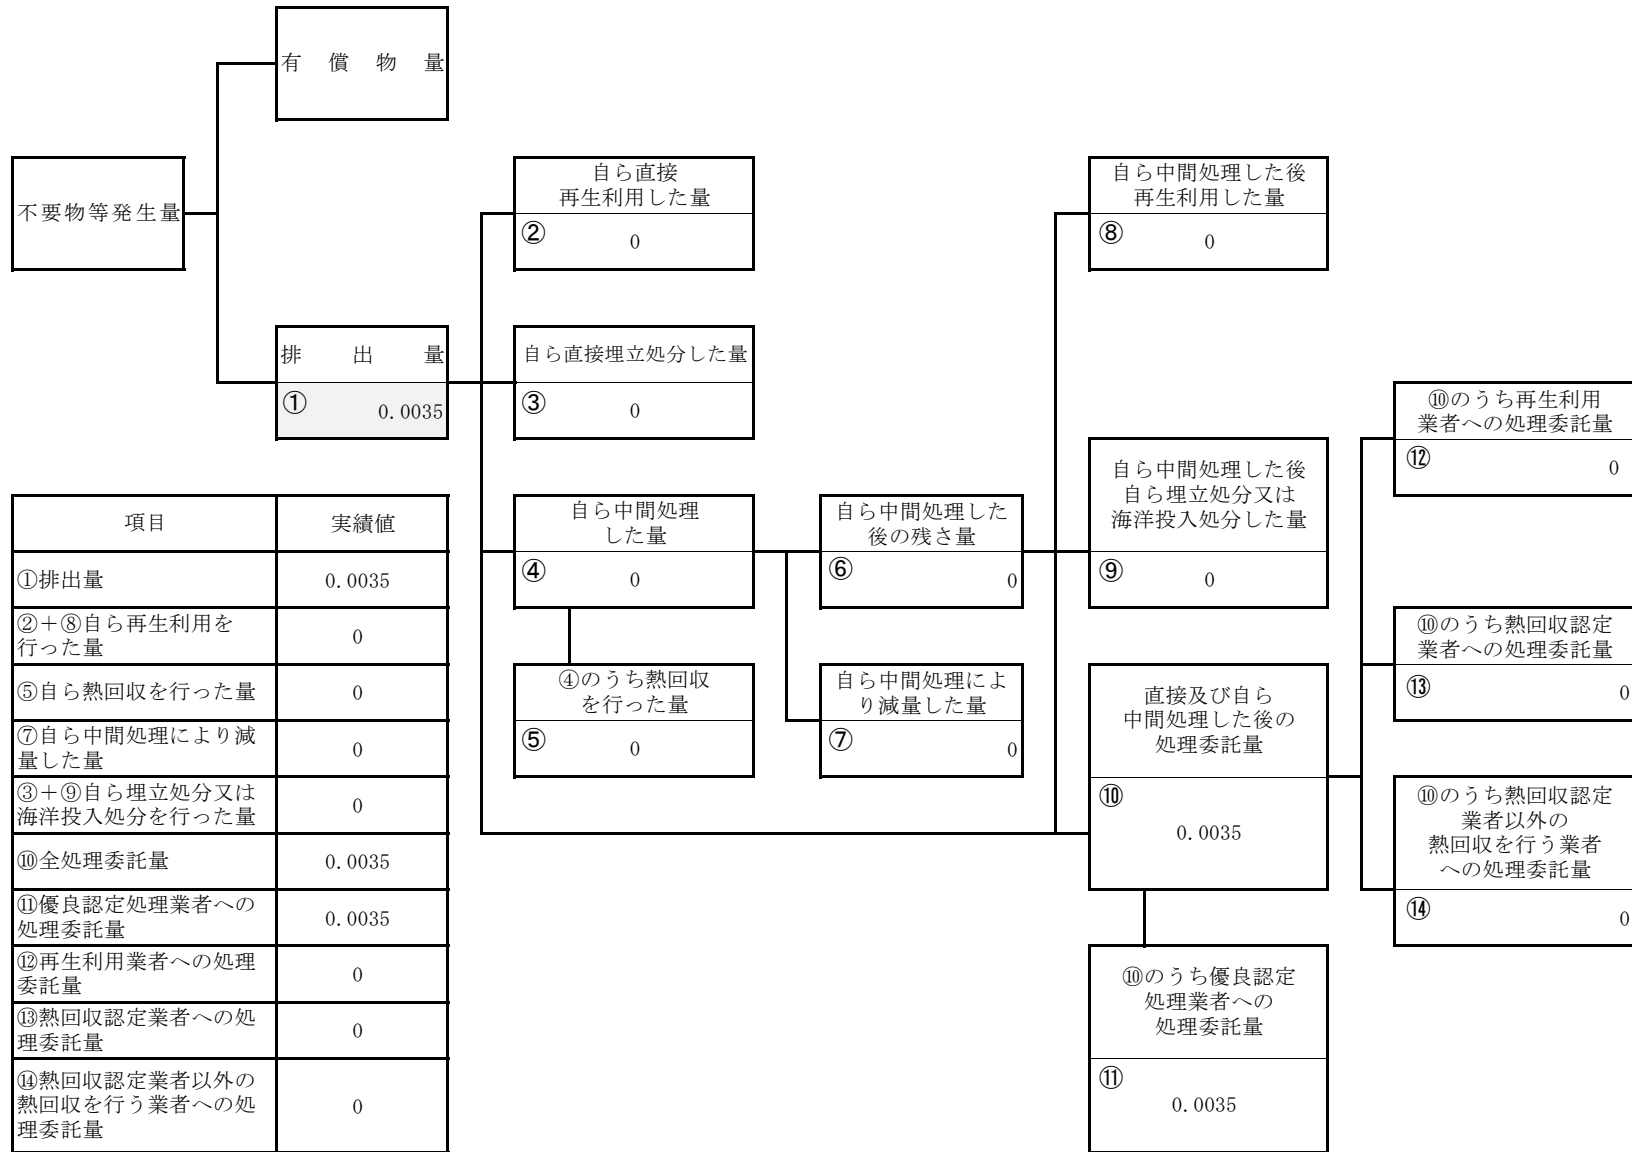 有償物量
不要物等発生量
自ら直接
再生利用した量
② 0
自ら中間処理した後
再生利用した量
⑧ 0
排出量
① 0.0035
自ら直接埋立処分した量
③ 0
⑩のうち再生利用
業者への処理委託量
⑫ 0
自ら中間処理した後
自ら埋立処分又は
海洋投入処分した量
⑨ 0
自ら中間処理
した量
④ 0
自ら中間処理した
後の残さ量
⑥ 0
⑩のうち熱回収認定
業者への処理委託量
⑬ 0
④のうち熱回収
を行った量
⑤ 0
自ら中間処理によ
り減量した量
⑦ 0
直接及び自ら
中間処理した後の
処理委託量
⑩
0.0035
⑩のうち熱回収認定
業者以外の
熱回収を行う業者
への処理委託量
⑭ 0
⑩のうち優良認定
処理業者への
処理委託量
⑪
0.0035
項目 実績値
①排出量 0.0035
②+⑧自ら再生利用を
行った量 0
⑤自ら熱回収を行った量 0
⑦自ら中間処理により減
量した量 0
③+⑨自ら埋立処分又は
海洋投入処分を行った量 0
⑩全処理委託量 0.0035
⑪優良認定処理業者への
処理委託量 0.0035
⑫再生利用業者への処理
委託量 0
⑬熱回収認定業者への処
理委託量 0
⑭熱回収認定業者以外の
熱回収を行う業者への処
理委託量 0